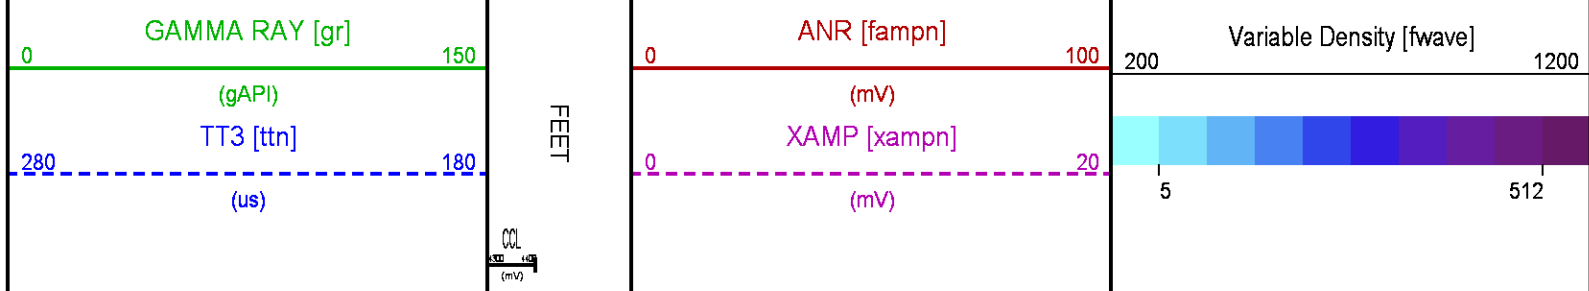 GAMMA RAY [gr]
0 150
(gAPI)
TT3 [ttn]
280 180
(us)
FEET
CCL
(mV)
ANR [fampn]
0 100
(mV)
XAMP [xampn]
0 20
(mV)
Variable Density [fwave]
200 1200
5 512